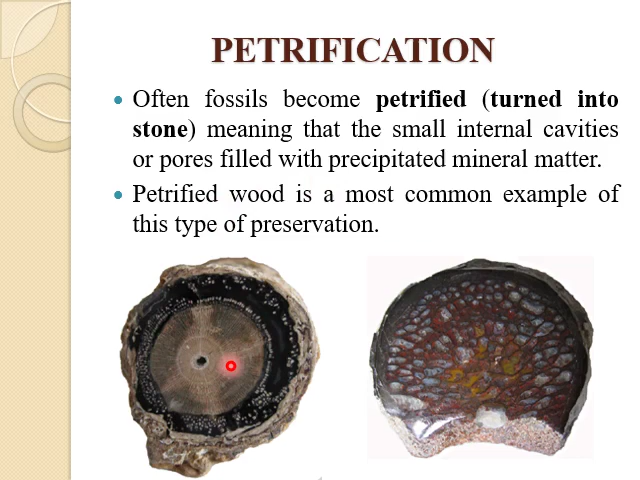 PETRIFICATION
• Often fossils become petrified (turned into
stone) meaning that the small internal cavities
or pores filled with precipitated mineral matter.
• Petrified wood is a most common example of
this type of preservation.